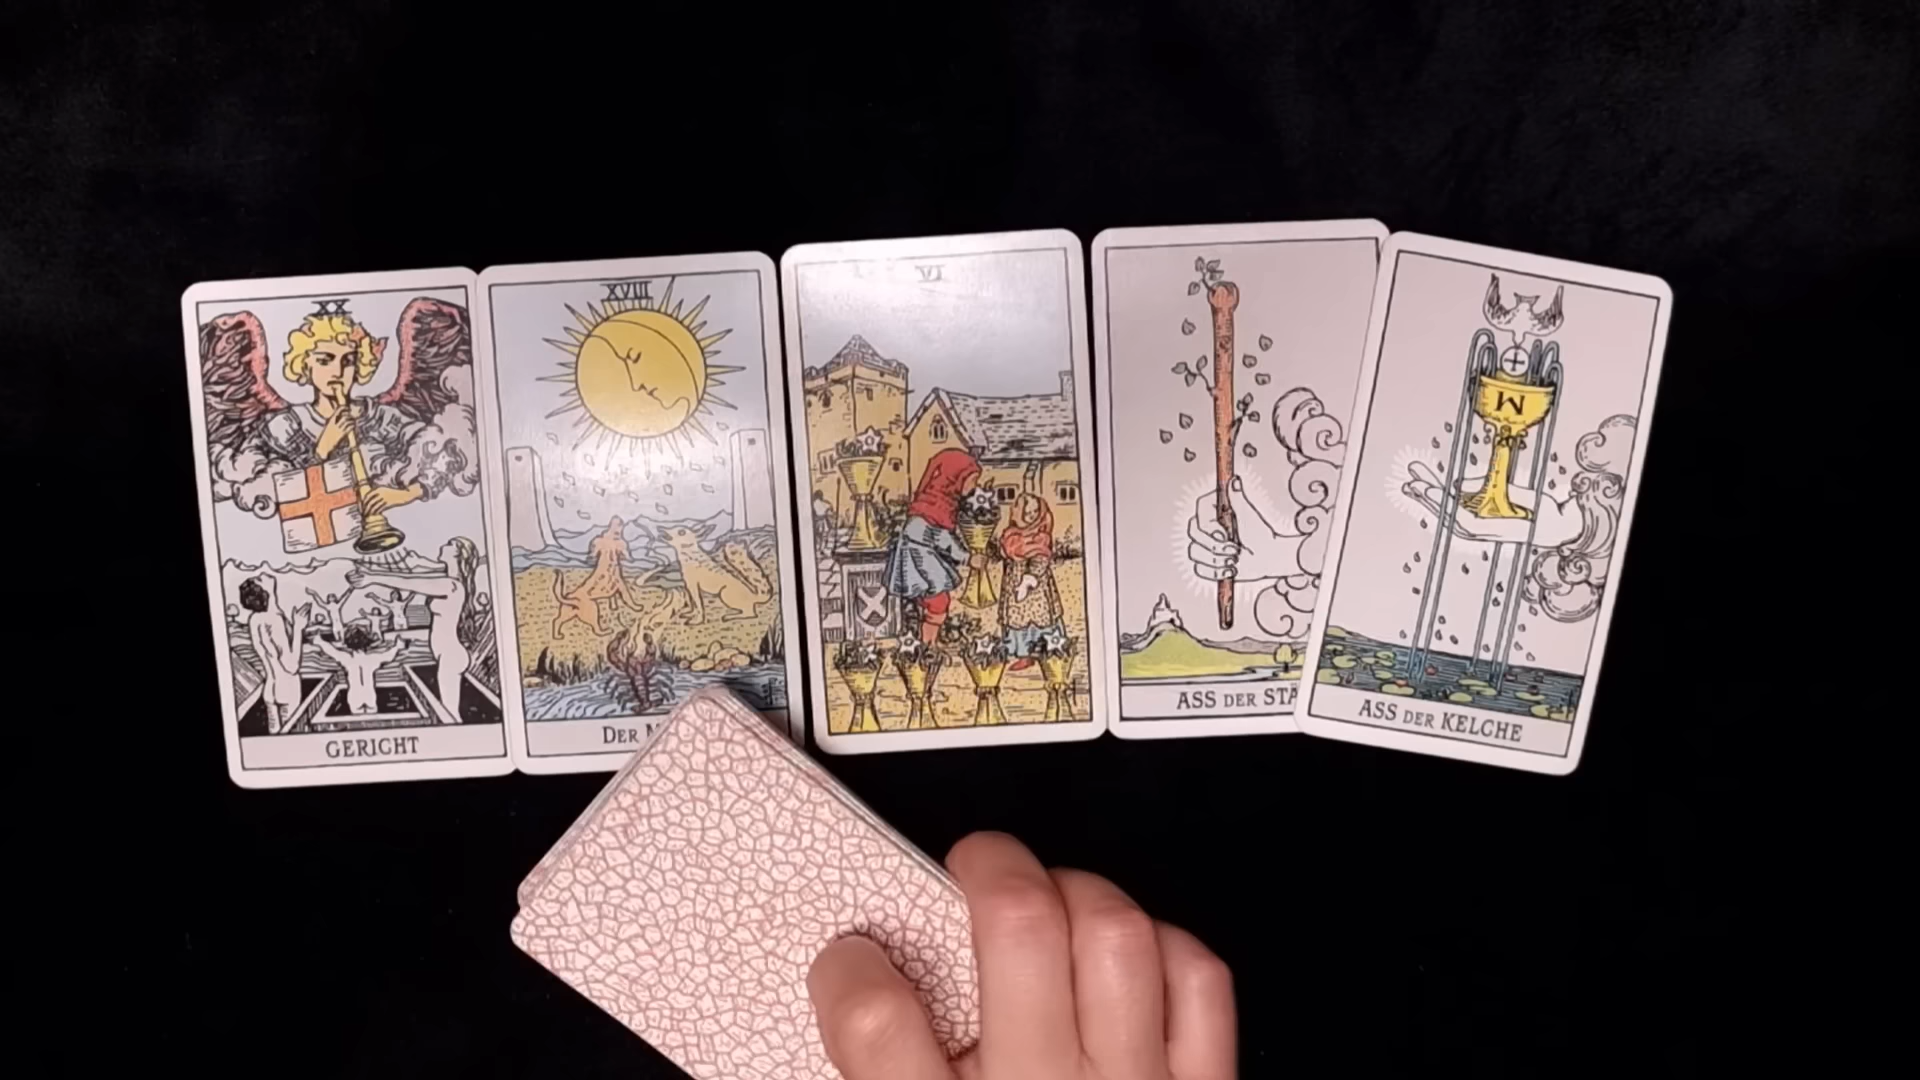 XX
GERICHT
XVIII
DER
VI
ASS DER STÄ
M
ASS DER KELCHE